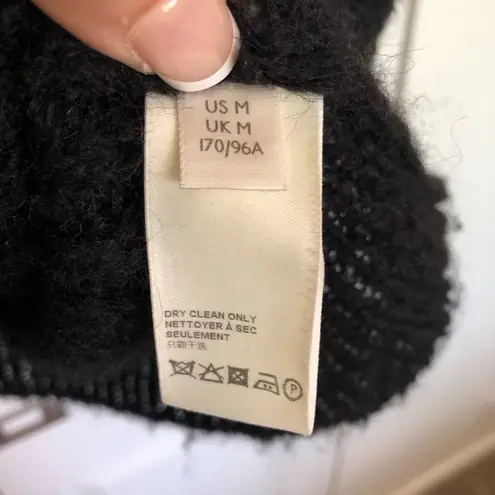 US M
UK M
170/96A
DRY CLEAN ONLY
NETTOYER À SEC
SEULEMENT
只能干洗
P